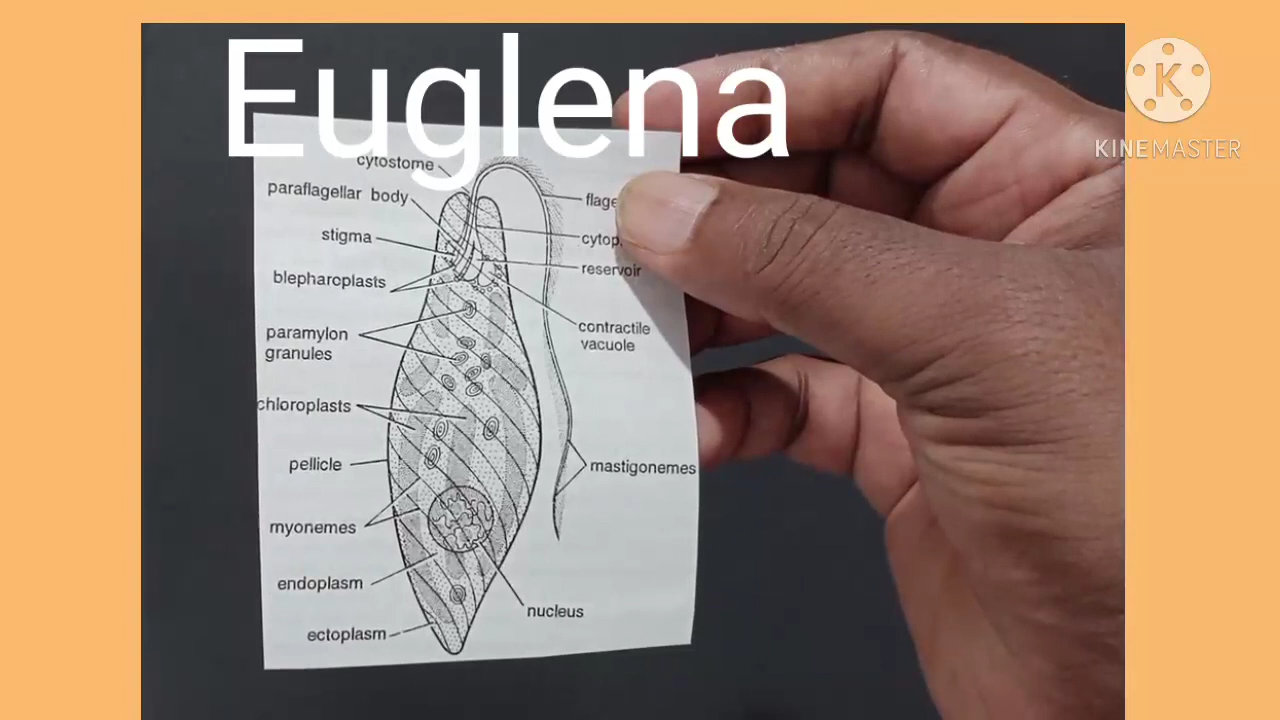 Euglena
KINEMASTER
cytostome
paraflagellar body
stigma
blepharoplasts
paramylon
granules
chloroplasts
pellicle
myonemes
endoplasm
ectoplasm
reservoir
contractile
vacuole
mastigonemes
nucleus